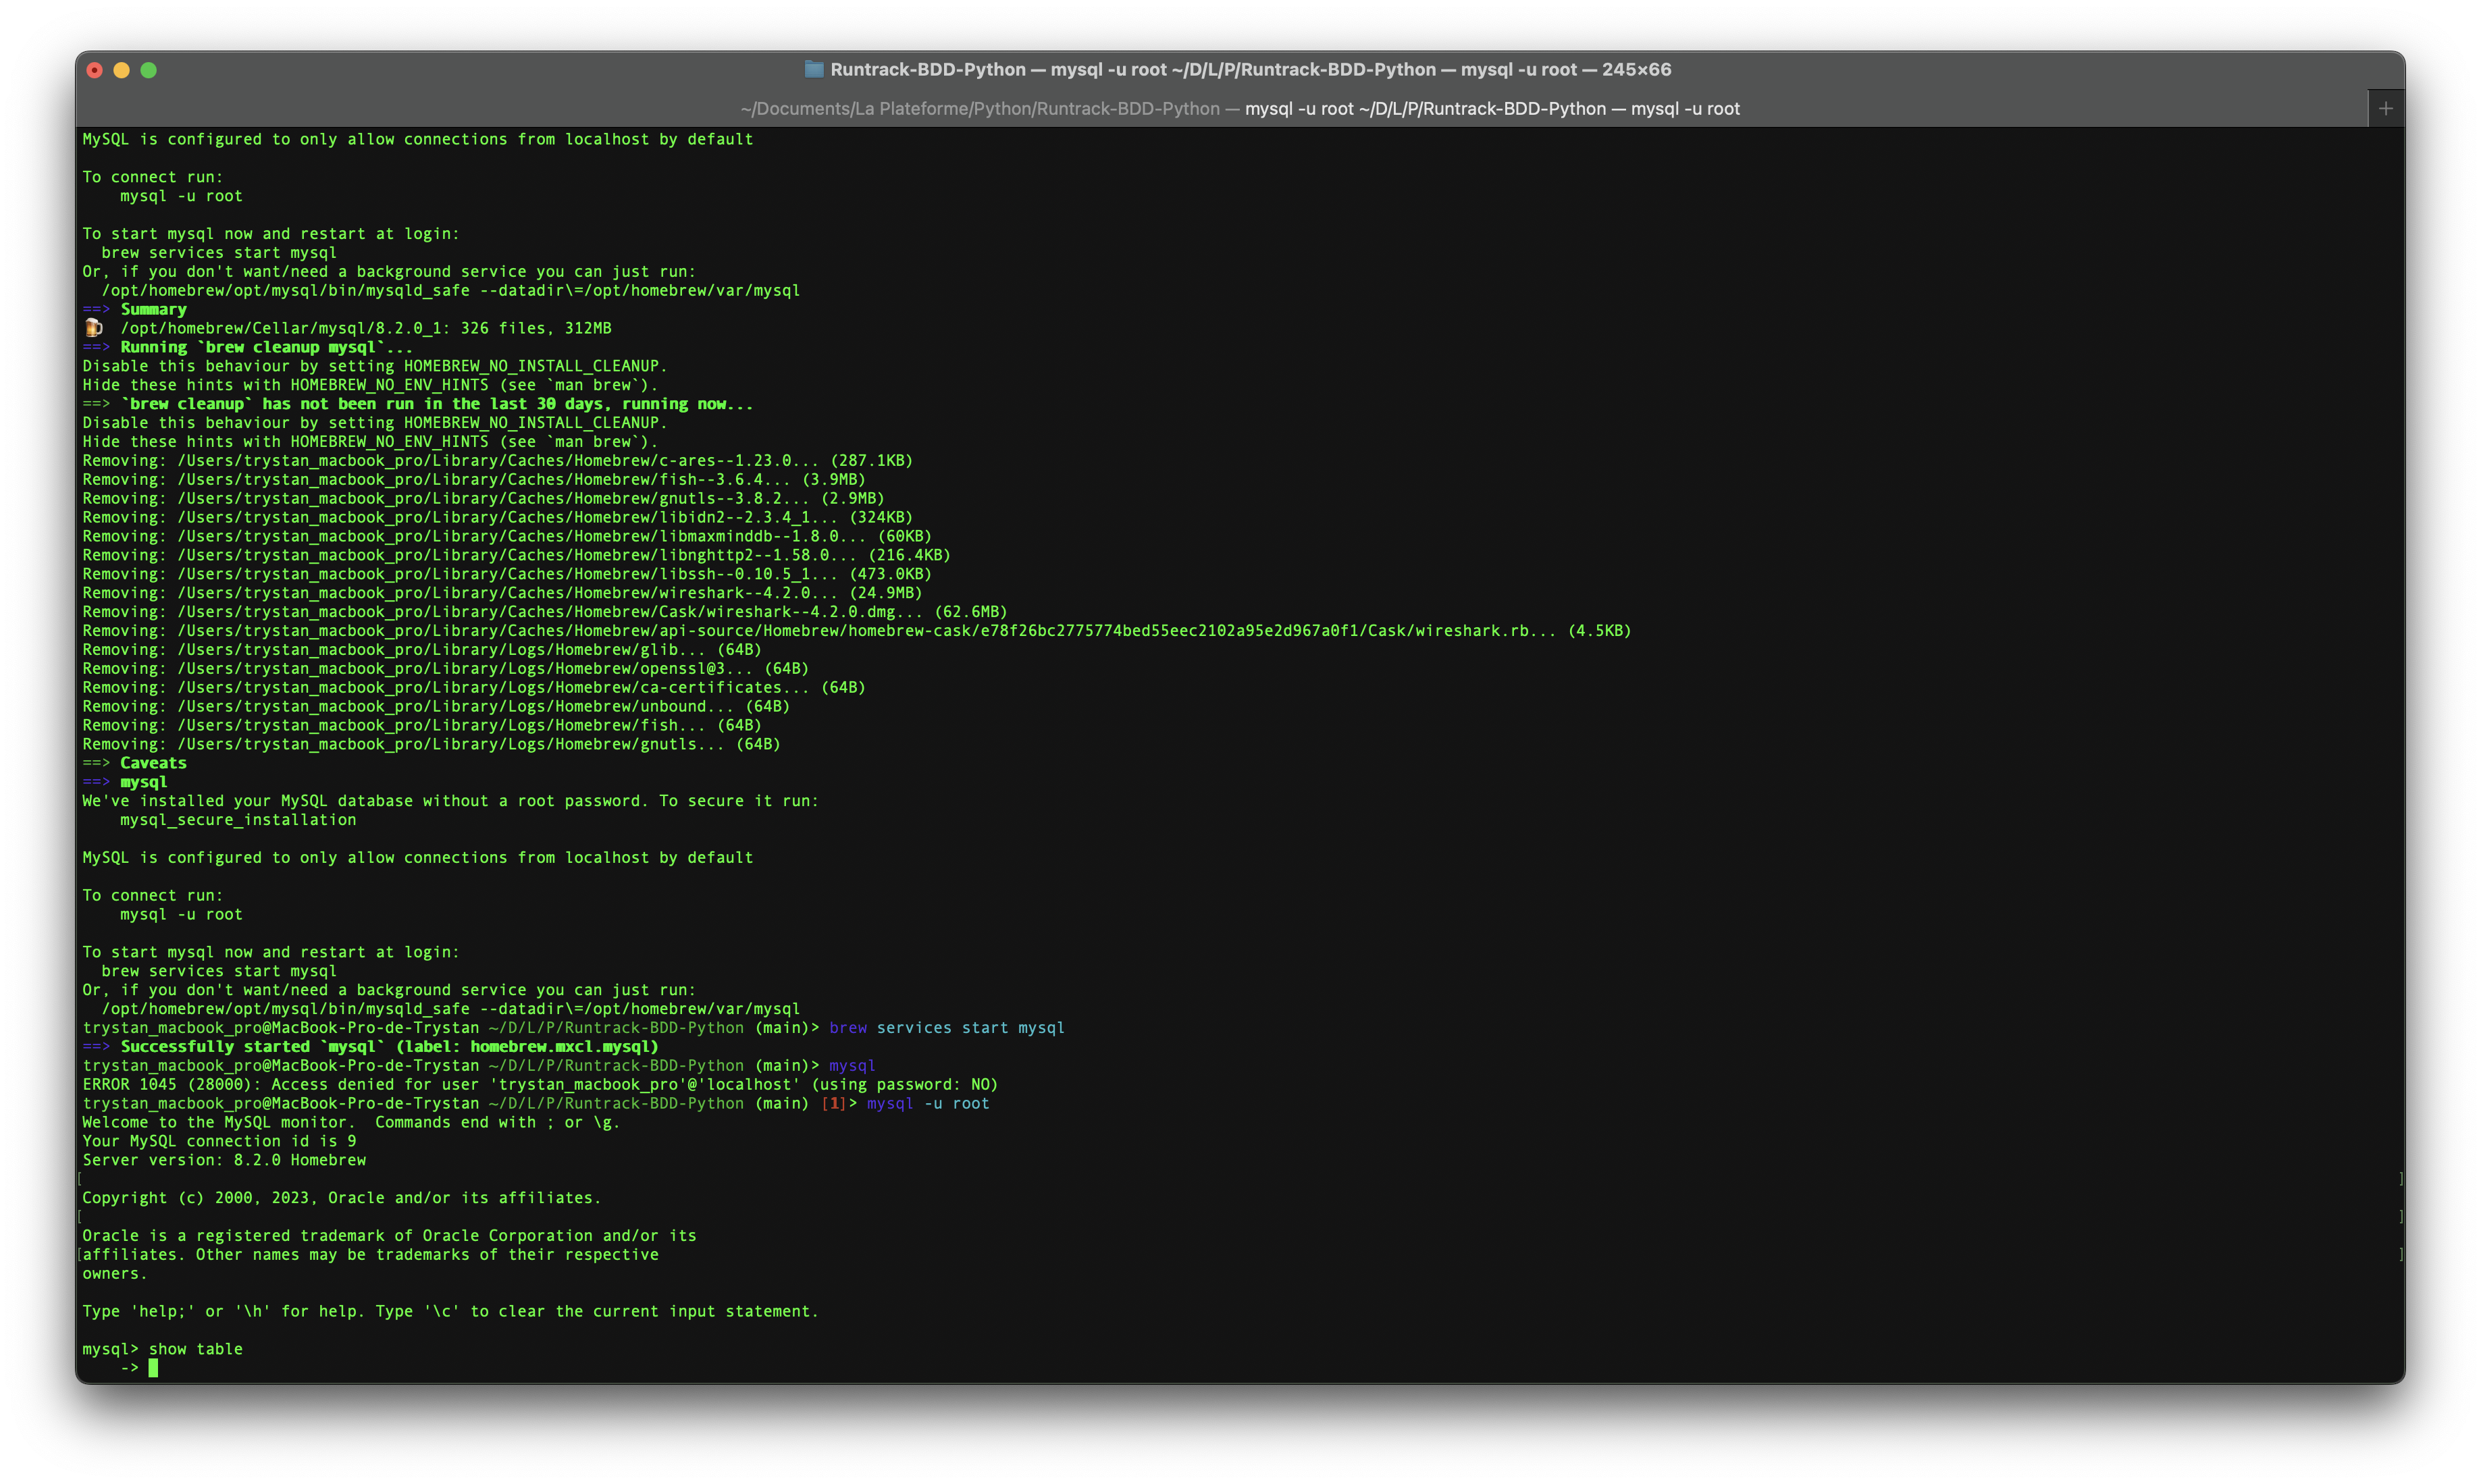 Runtrack-BDD-Python — mysql -u root ~/D/L/P/Runtrack-BDD-Python — mysql -u root — 245×66
~/Documents/La Plateforme/Python/Runtrack-BDD-Python — mysql -u root ~/D/L/P/Runtrack-BDD-Python — mysql -u root
+
MySQL is configured to only allow connections from localhost by default
To connect run:
    mysql -u root
To start mysql now and restart at login:
  brew services start mysql
Or, if you don't want/need a background service you can just run:
  /opt/homebrew/opt/mysql/bin/mysqld_safe --datadir\=/opt/homebrew/var/mysql
==> Summary
🍺  /opt/homebrew/Cellar/mysql/8.2.0_1: 326 files, 312MB
==> Running `brew cleanup mysql`...
Disable this behaviour by setting HOMEBREW_NO_INSTALL_CLEANUP.
Hide these hints with HOMEBREW_NO_ENV_HINTS (see `man brew`).
==> `brew cleanup` has not been run in the last 30 days, running now...
Disable this behaviour by setting HOMEBREW_NO_INSTALL_CLEANUP.
Hide these hints with HOMEBREW_NO_ENV_HINTS (see `man brew`).
Removing: /Users/trystan_macbook_pro/Library/Caches/Homebrew/c-ares--1.23.0... (287.1KB)
Removing: /Users/trystan_macbook_pro/Library/Caches/Homebrew/fish--3.6.4... (3.9MB)
Removing: /Users/trystan_macbook_pro/Library/Caches/Homebrew/gnutls--3.8.2... (2.9MB)
Removing: /Users/trystan_macbook_pro/Library/Caches/Homebrew/libidn2--2.3.4_1... (324KB)
Removing: /Users/trystan_macbook_pro/Library/Caches/Homebrew/libmaxminddb--1.8.0... (60KB)
Removing: /Users/trystan_macbook_pro/Library/Caches/Homebrew/libnghttp2--1.58.0... (216.4KB)
Removing: /Users/trystan_macbook_pro/Library/Caches/Homebrew/libssh--0.10.5_1... (473.0KB)
Removing: /Users/trystan_macbook_pro/Library/Caches/Homebrew/wireshark--4.2.0... (24.9MB)
Removing: /Users/trystan_macbook_pro/Library/Caches/Homebrew/Cask/wireshark--4.2.0.dmg... (62.6MB)
Removing: /Users/trystan_macbook_pro/Library/Caches/Homebrew/api-source/Homebrew/homebrew-cask/e78f26bc2775774bed55eec2102a95e2d967a0f1/Cask/wireshark.rb... (4.5KB)
Removing: /Users/trystan_macbook_pro/Library/Logs/Homebrew/glib... (64B)
Removing: /Users/trystan_macbook_pro/Library/Logs/Homebrew/openssl@3... (64B)
Removing: /Users/trystan_macbook_pro/Library/Logs/Homebrew/ca-certificates... (64B)
Removing: /Users/trystan_macbook_pro/Library/Logs/Homebrew/unbound... (64B)
Removing: /Users/trystan_macbook_pro/Library/Logs/Homebrew/fish... (64B)
Removing: /Users/trystan_macbook_pro/Library/Logs/Homebrew/gnutls... (64B)
==> Caveats
==> mysql
We've installed your MySQL database without a root password. To secure it run:
    mysql_secure_installation
MySQL is configured to only allow connections from localhost by default
To connect run:
    mysql -u root
To start mysql now and restart at login:
  brew services start mysql
Or, if you don't want/need a background service you can just run:
  /opt/homebrew/opt/mysql/bin/mysqld_safe --datadir\=/opt/homebrew/var/mysql
trystan_macbook_pro@MacBook-Pro-de-Trystan ~/D/L/P/Runtrack-BDD-Python (main)> brew services start mysql
==> Successfully started `mysql` (label: homebrew.mxcl.mysql)
trystan_macbook_pro@MacBook-Pro-de-Trystan ~/D/L/P/Runtrack-BDD-Python (main)> mysql
ERROR 1045 (28000): Access denied for user 'trystan_macbook_pro'@'localhost' (using password: NO)
trystan_macbook_pro@MacBook-Pro-de-Trystan ~/D/L/P/Runtrack-BDD-Python (main) [1]> mysql -u root
Welcome to the MySQL monitor.  Commands end with ; or \g.
Your MySQL connection id is 9
Server version: 8.2.0 Homebrew
[ ]
Copyright (c) 2000, 2023, Oracle and/or its affiliates.
[ ]
Oracle is a registered trademark of Oracle Corporation and/or its
[affiliates. Other names may be trademarks of their respective ]
owners.
Type 'help;' or '\h' for help. Type '\c' to clear the current input statement.
mysql> show table
    ->